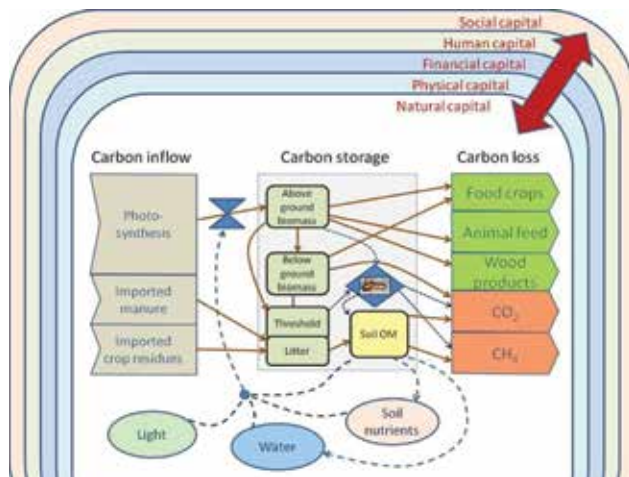 Social capital
Human capital
Financial capital
Physical capital
Natural capital
Carbon inflow
Carbon storage
Carbon loss
Photo-
synthesis
Imported
manure
Imported
crop residues
Above
ground
biomass
Below
ground
biomass
Threshold
Litter
Soil OM
Food crops
Animal feed
Wood
products
CO2
CH4
Light
Water
Soil
nutrients